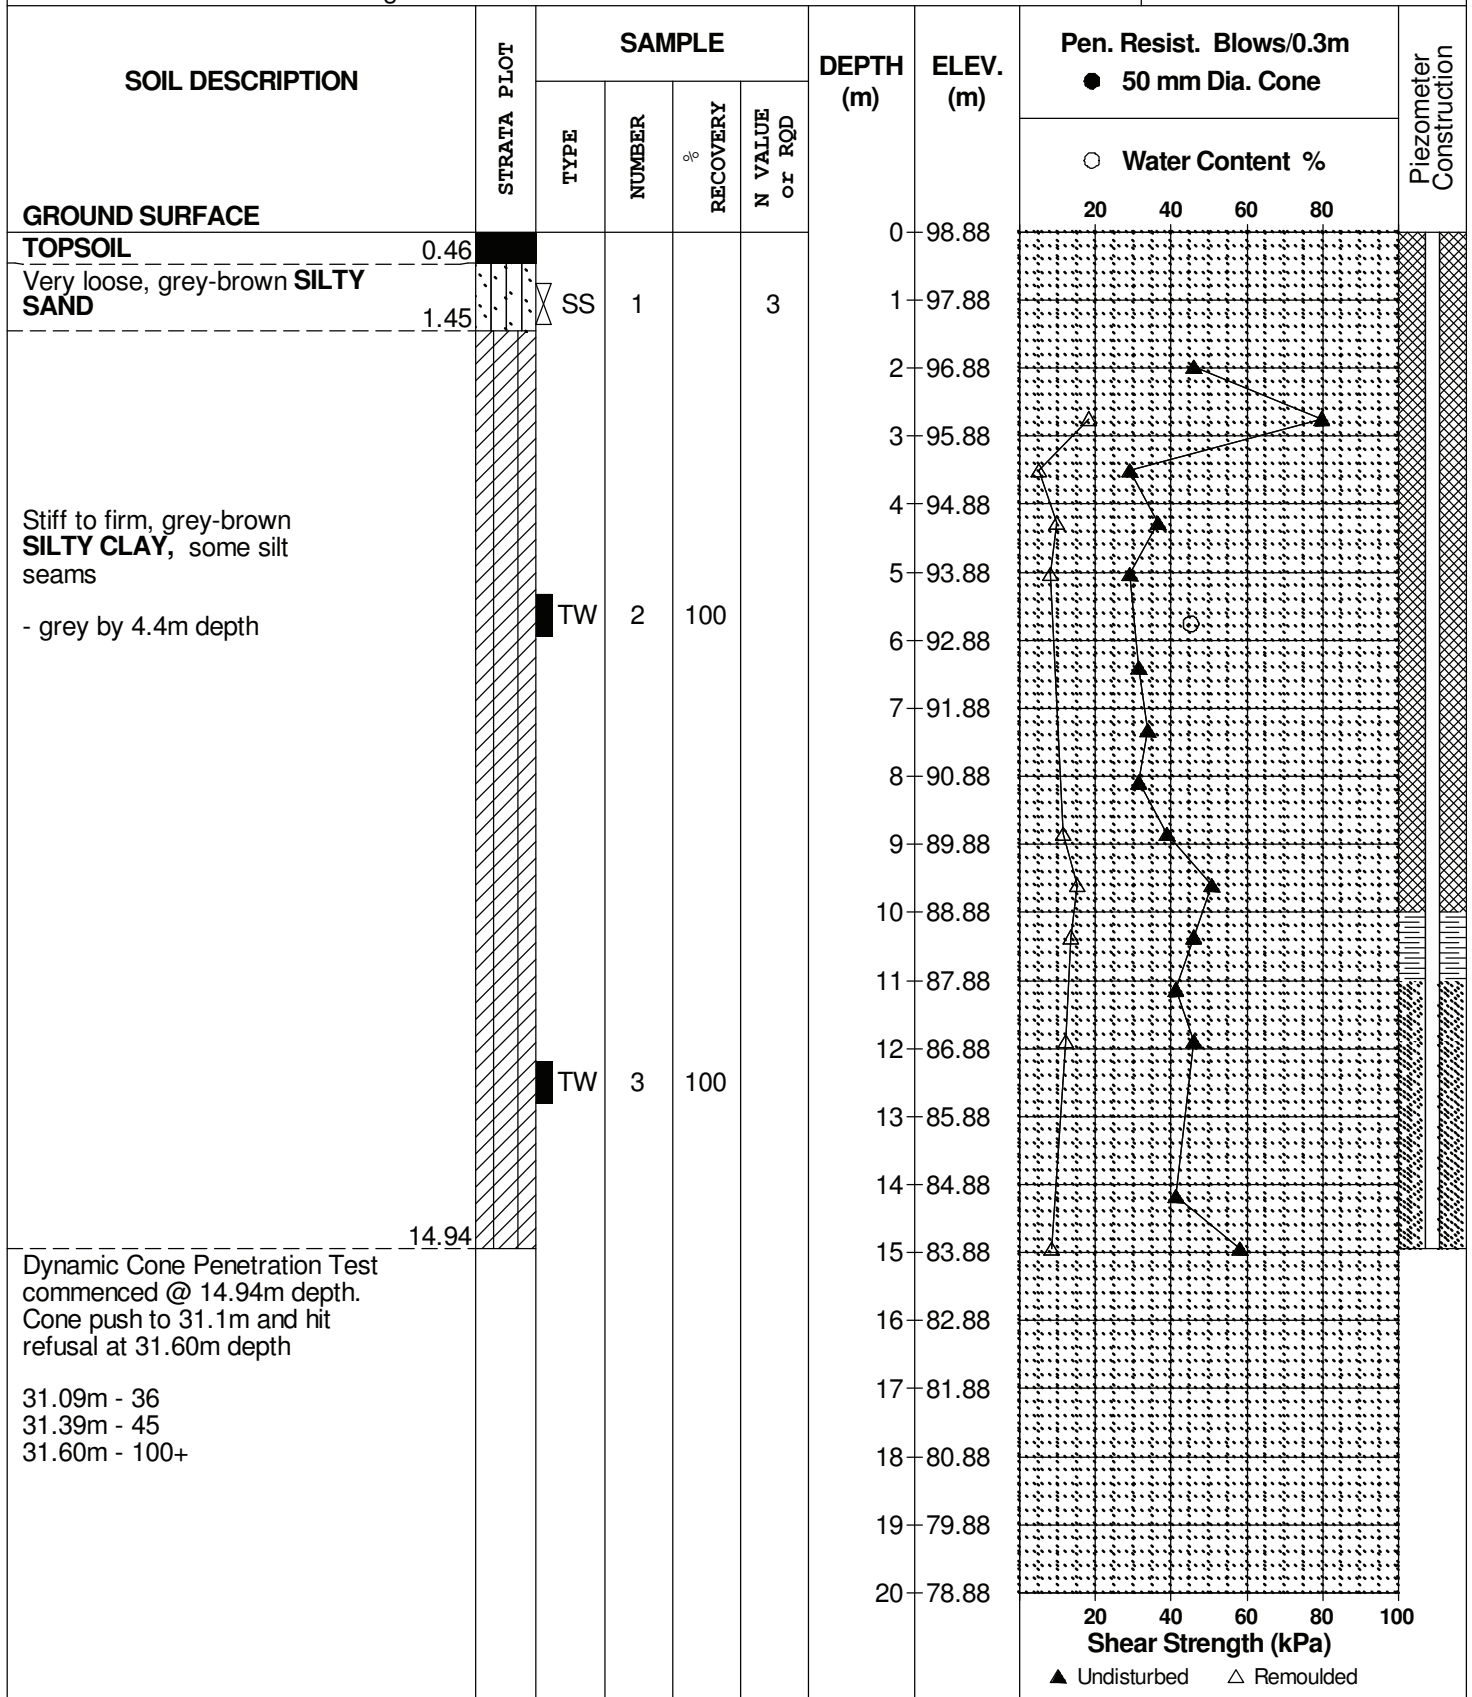 SOIL DESCRIPTION
STRATA PLOT
SAMPLE
TYPE
NUMBER
%
RECOVERY
N VALUE
or RQD
DEPTH
(m)
ELEV.
(m)
Pen. Resist. Blows/0.3m
● 50 mm Dia. Cone
○ Water Content %
Piezometer
Construction
20 40 60 80
GROUND SURFACE
0 98.88
TOPSOIL 0.46
Very loose, grey-brown SILTY
SAND 1.45
SS 1 3
1 97.88
2 96.88
3 95.88
4 94.88
Stiff to firm, grey-brown
SILTY CLAY, some silt
seams
- grey by 4.4m depth
5 93.88
TW 2 100
6 92.88
7 91.88
8 90.88
9 89.88
10 88.88
11 87.88
12 86.88
TW 3 100
13 85.88
14 84.88
14.94
15 83.88
Dynamic Cone Penetration Test
commenced @ 14.94m depth.
Cone push to 31.1m and hit
refusal at 31.60m depth
31.09m - 36
31.39m - 45
31.60m - 100+
16 82.88
17 81.88
18 80.88
19 79.88
20 78.88
20 40 60 80 100
Shear Strength (kPa)
▲ Undisturbed △ Remoulded